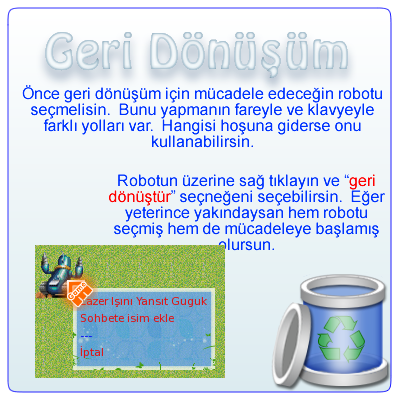 Geri Dönüşüm
Önce geri dönüşüm için mücadele edeceğin robotu
seçmelisin. Bunu yapmanın fareyle ve klavyeyle
farklı yolları var. Hangisi hoşuna giderse onu
kullanabilirsin.
Robotun üzerine sağ tıklayın ve “geri
dönüştür” seçneğeni seçebilirsin. Eğer
yeterince yakındaysan hem robotu
seçmiş hem de mücadeleye başlamış
olursun.
Lazer Işını Yansıt Guguk
Sohbete isim ekle
---
İptal